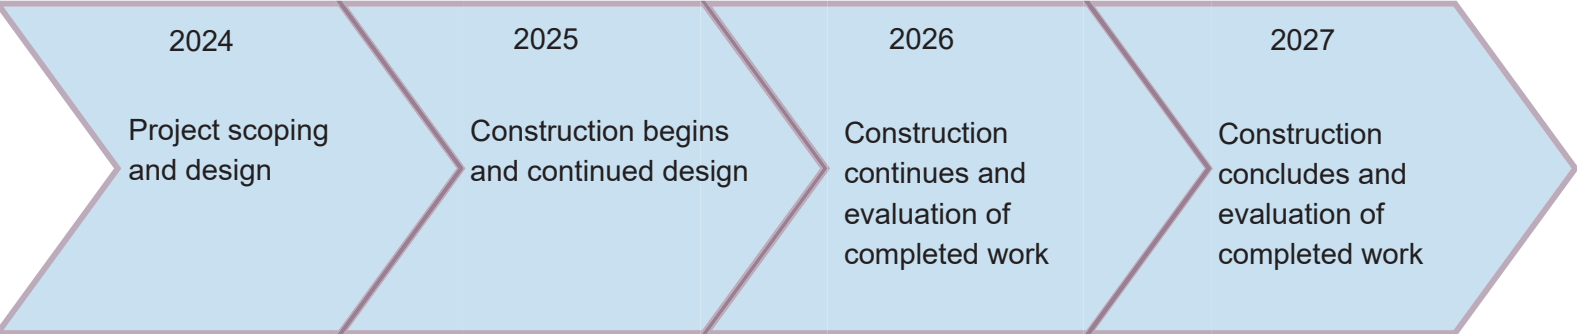 2024
Project scoping
and design
2025
Construction begins
and continued design
2026
Construction
continues and
evaluation of
completed work
2027
Construction
concludes and
evaluation of
completed work